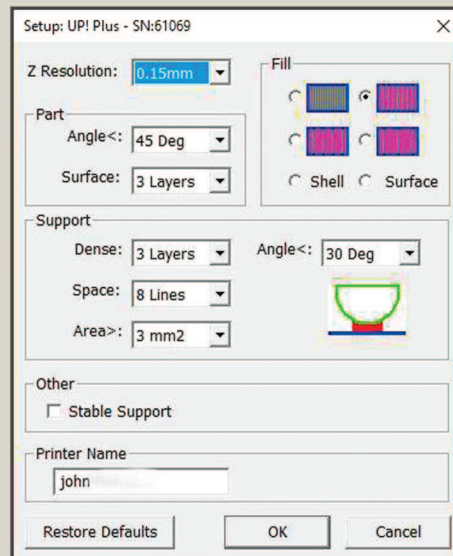 Setup: UP! Plus - SN:61069
Z Resolution: 0.15mm
Fill
Part
Angle<: 45 Deg
Surface: 3 Layers
Shell Surface
Support
Dense: 3 Layers Angle<: 30 Deg
Space: 8 Lines
Area>: 3 mm2
Other
Stable Support
Printer Name
john
Restore Defaults OK Cancel